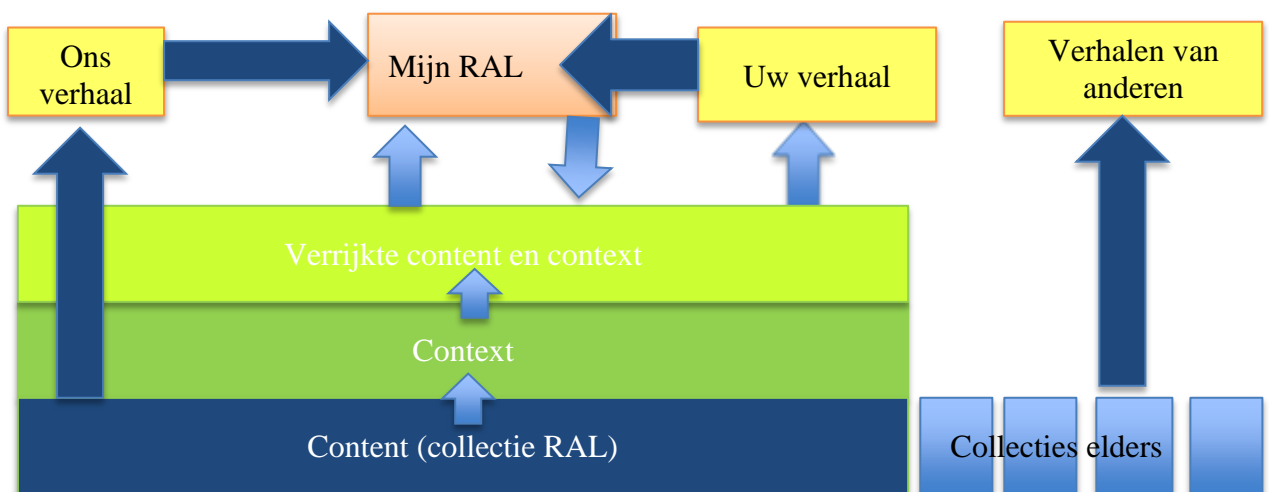 Ons
verhaal
Mijn RAL
Uw verhaal
Verhalen van
anderen
Verrijkte content en context
Context
Content (collectie RAL)
Collecties elders